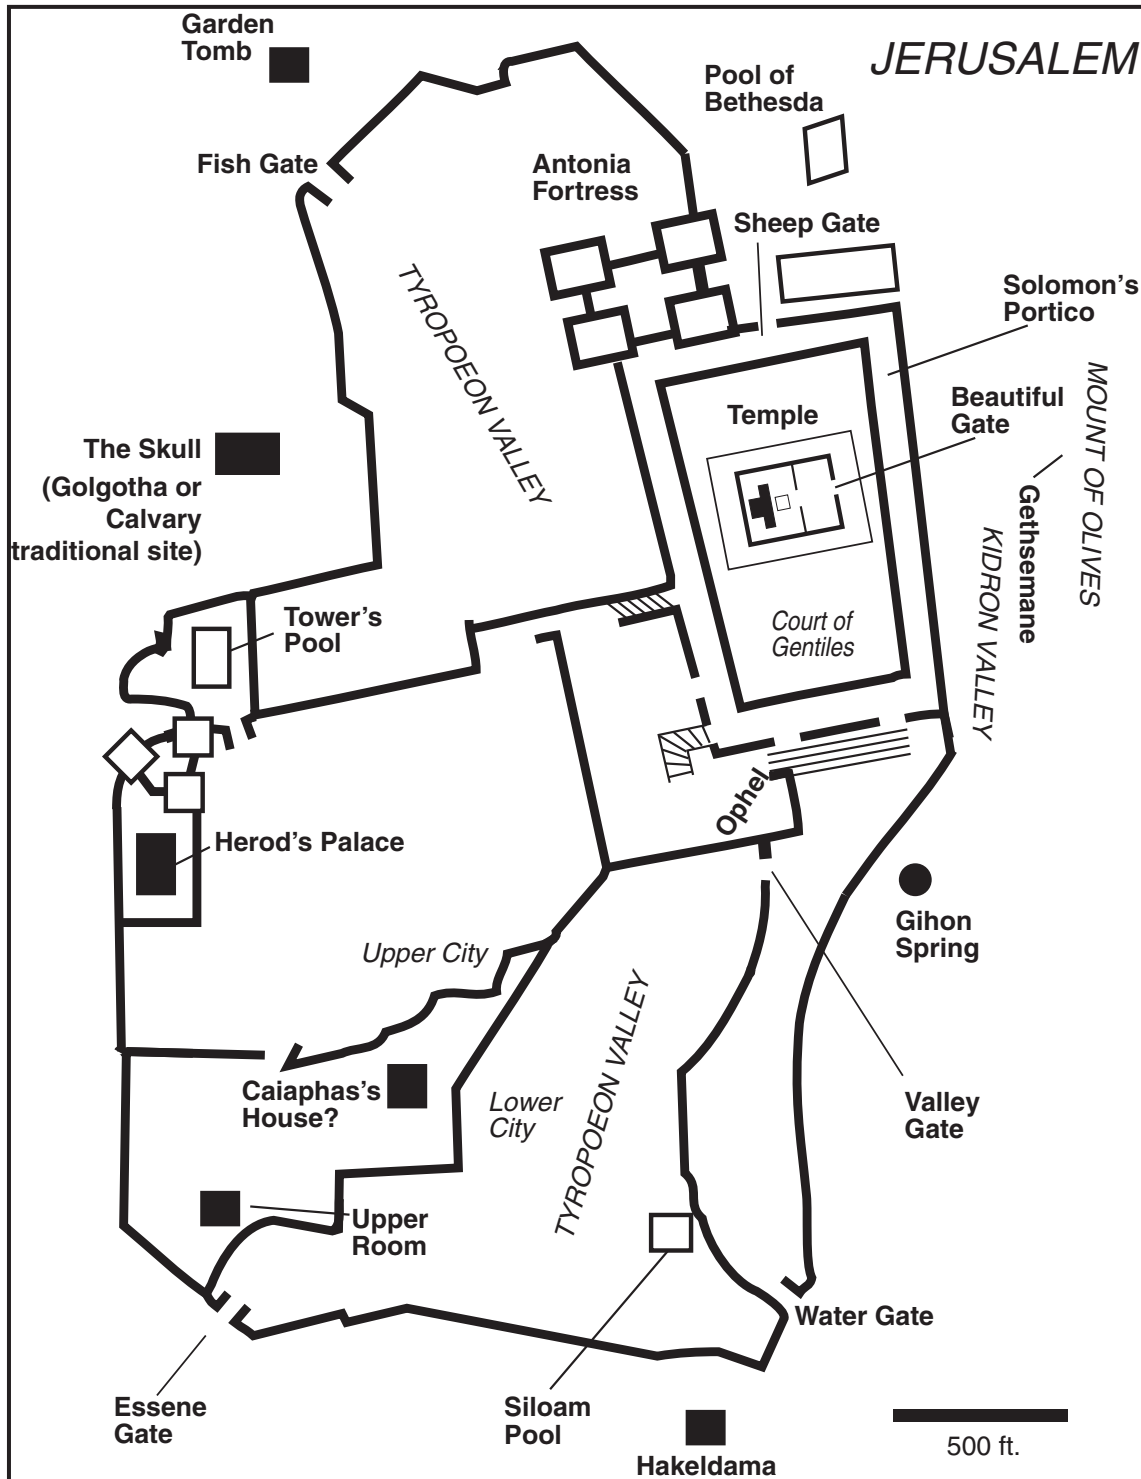 Garden
Tomb
JERUSALEM
Pool of
Bethesda
Fish Gate
Antonia
Fortress
Sheep Gate
TYROPOEON VALLEY
Solomon’s
Portico
MOUNT OF OLIVES
Beautiful
Gate
Temple
The Skull
(Golgotha or
Calvary
traditional site)
Gethsemane
KIDRON VALLEY
Tower’s
Pool
Court of
Gentiles
Ophel
Herod’s Palace
Gihon
Spring
Upper City
TYROPOEON VALLEY
Caiaphas’s
House?
Lower
City
Valley
Gate
Upper
Room
Water Gate
Essene
Gate
Siloam
Pool
Hakeldama
500 ft.